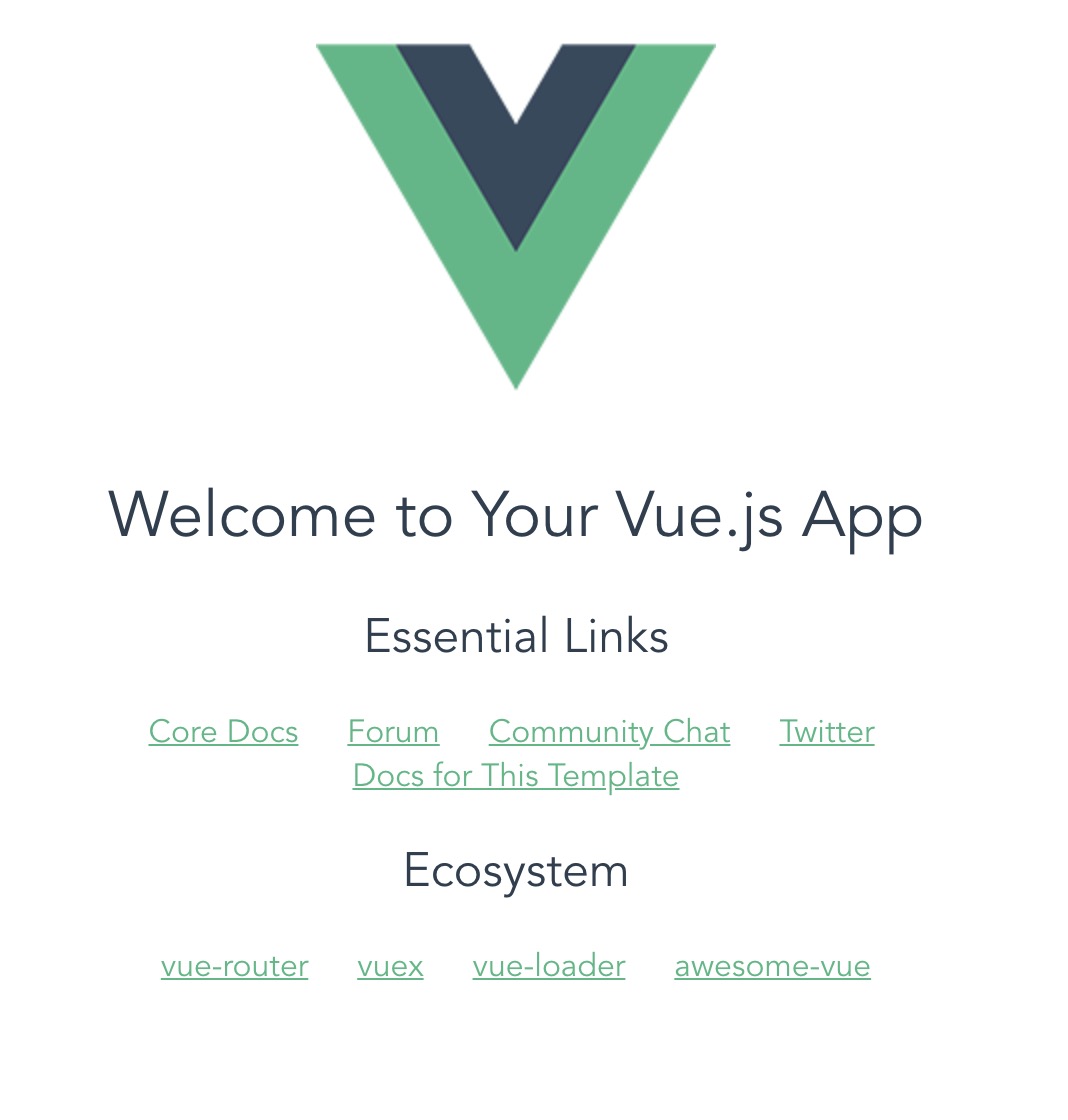 Welcome to Your Vue.js App
Essential Links
Core Docs Forum Community Chat Twitter
Docs for This Template
Ecosystem
vue-router vuex vue-loader awesome-vue